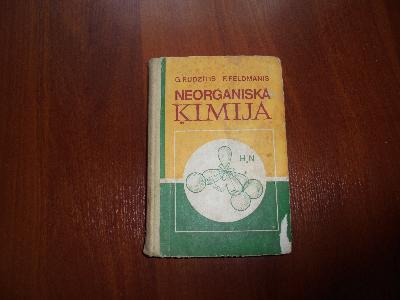 G. RUDZĪTIS F. FELDMANIS
NEORGANISKĀ
ĶĪMIJA
H₃N